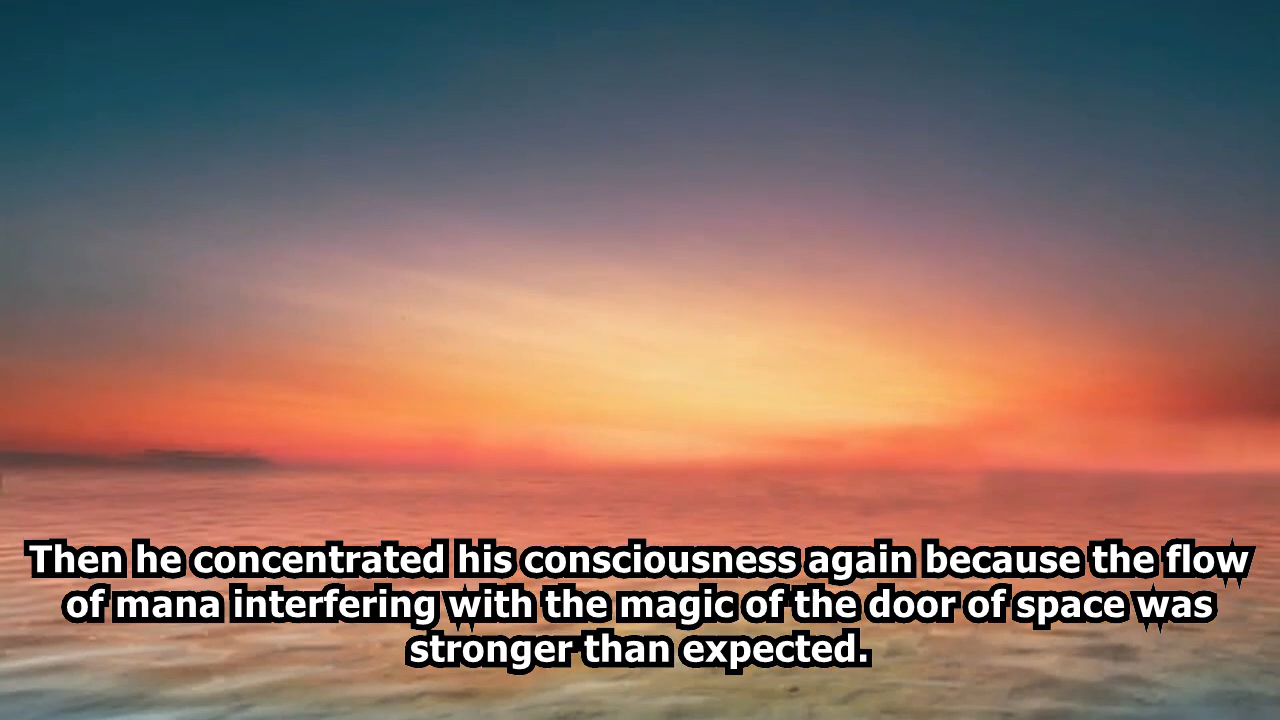 Then he concentrated his consciousness again because the flow
of mana interfering with the magic of the door of space was
stronger than expected.